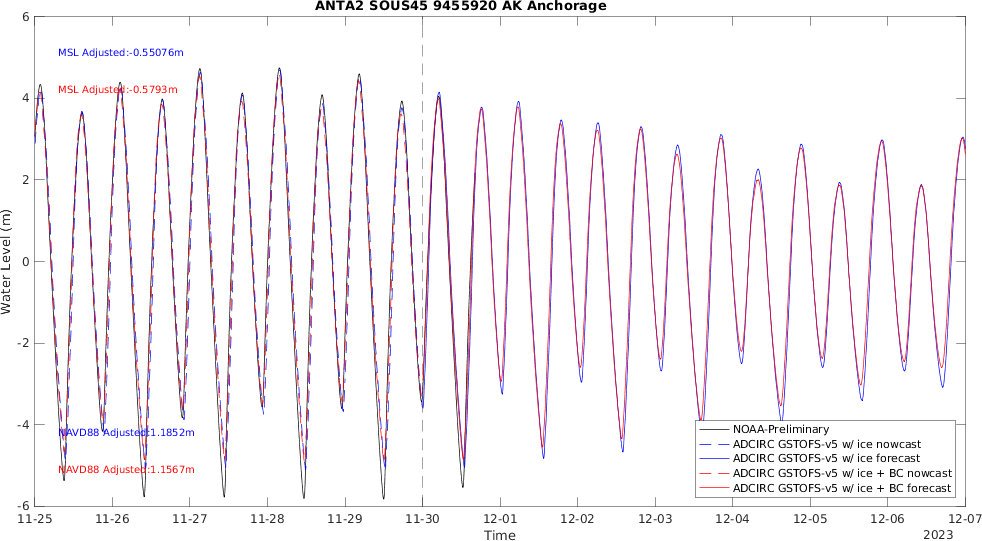 ANTA2 SOUS45 9455920 AK Anchorage
6
4
2
0
-2
-4
-6
Water Level (m)
MSL Adjusted:-0.55076m
MSL Adjusted:-0.5793m
NAVD88 Adjusted:1.1852m
NAVD88 Adjusted:1.1567m
NOAA-Preliminary
ADCIRC GSTOFS-v5 w/ ice nowcast
ADCIRC GSTOFS-v5 w/ ice forecast
ADCIRC GSTOFS-v5 w/ ice + BC nowcast
ADCIRC GSTOFS-v5 w/ ice + BC forecast
11-25 11-26 11-27 11-28 11-29 11-30 12-01 12-02 12-03 12-04 12-05 12-06 12-07
Time
2023